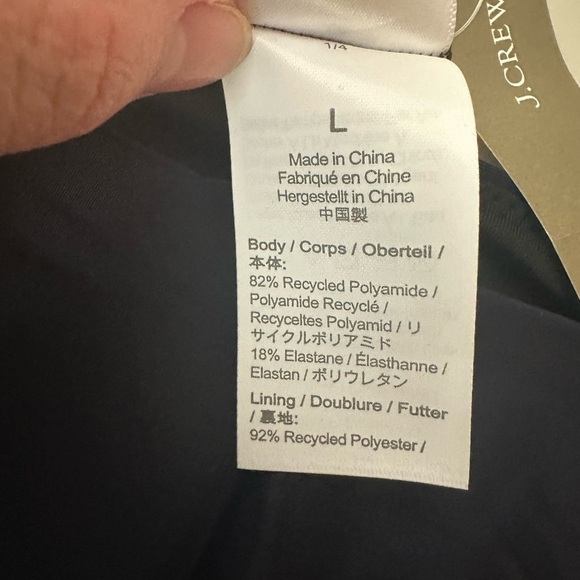 1/4
L
Made in China
Fabriqué en Chine
Hergestellt in China
中国製
Body / Corps / Oberteil /
本体:
82% Recycled Polyamide /
Polyamide Recyclé /
Recyceltes Polyamid / リ
サイクルポリアミド
18% Elastane / Élasthanne /
Elastan / ポリウレタン
Lining / Doublure / Futter
/ 裏地:
92% Recycled Polyester /
J.CREW